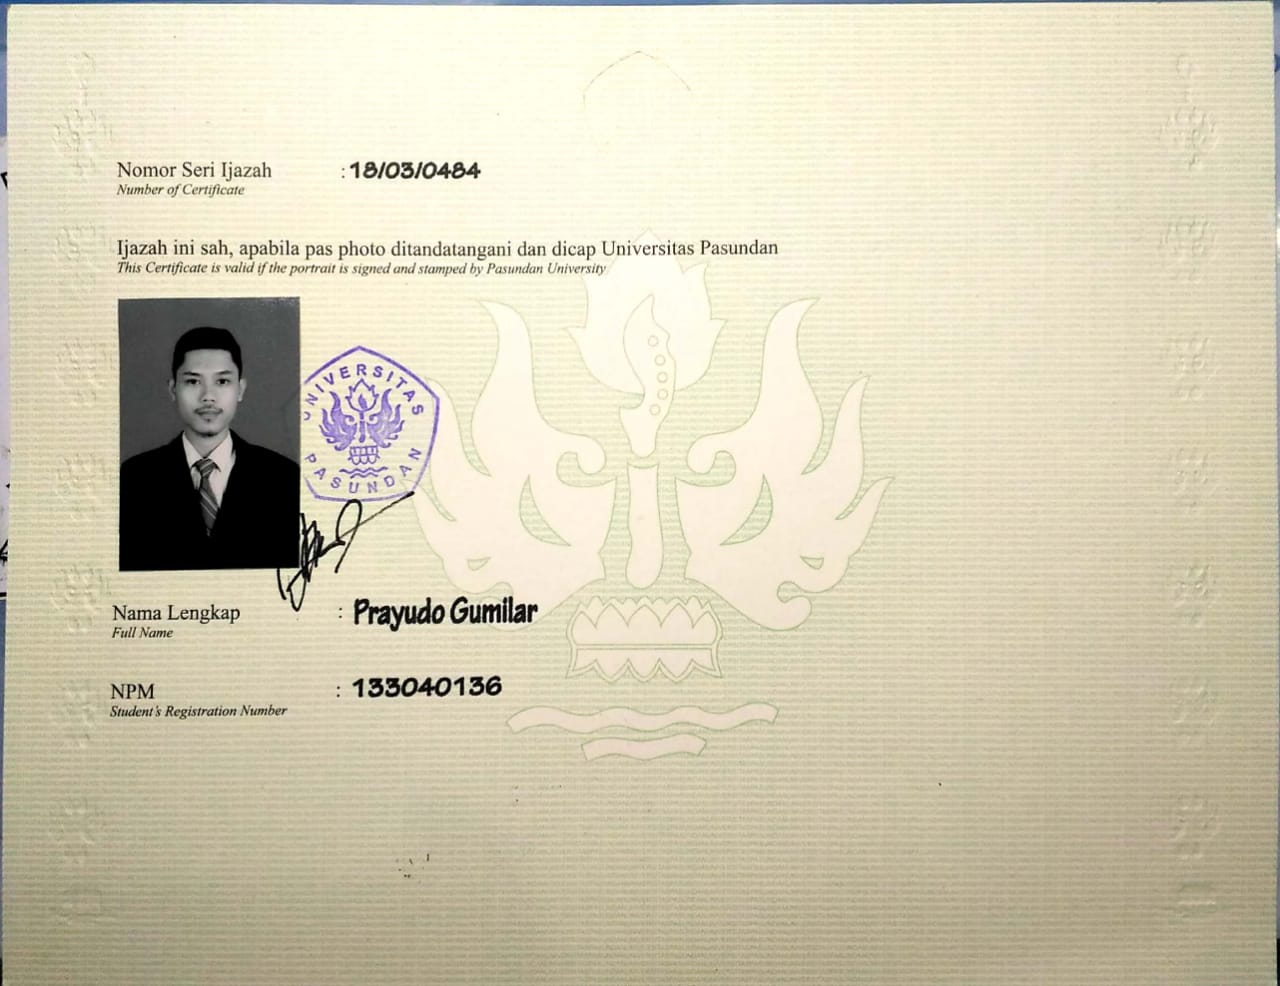 Nomor Seri Ijazah : 18/03/0484
Number of Certificate
Ijazah ini sah, apabila pas photo ditandatangani dan dicap Universitas Pasundan
This Certificate is valid if the portrait is signed and stamped by Pasundan University
UNIVERSITAS
PASUNDAN
Nama Lengkap : Prayudo Gumilar
Full Name
NPM : 133040136
Student's Registration Number